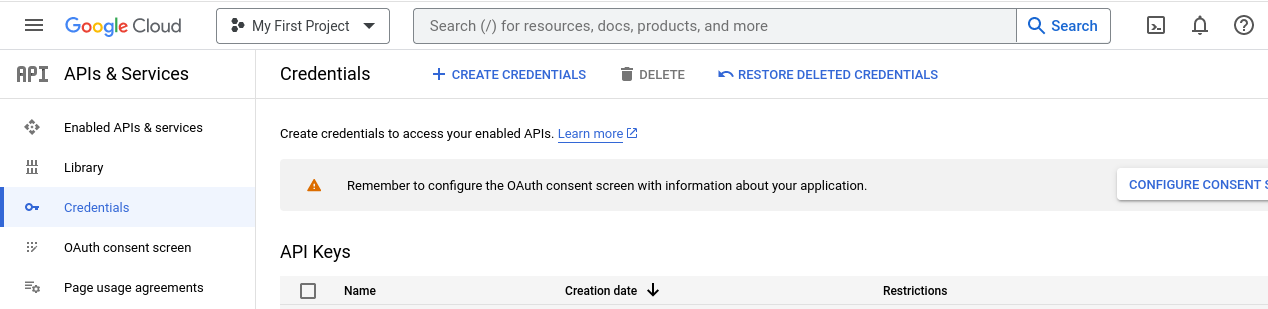 Google Cloud My First Project Search (/) for resources, docs, products, and more Search
API APIs & Services
Credentials CREATE CREDENTIALS DELETE RESTORE DELETED CREDENTIALS
Enabled APIs & services
Library
Credentials
OAuth consent screen
Page usage agreements
Create credentials to access your enabled APIs. Learn more
Remember to configure the OAuth consent screen with information about your application. CONFIGURE CONSENT
API Keys
Name Creation date Restrictions